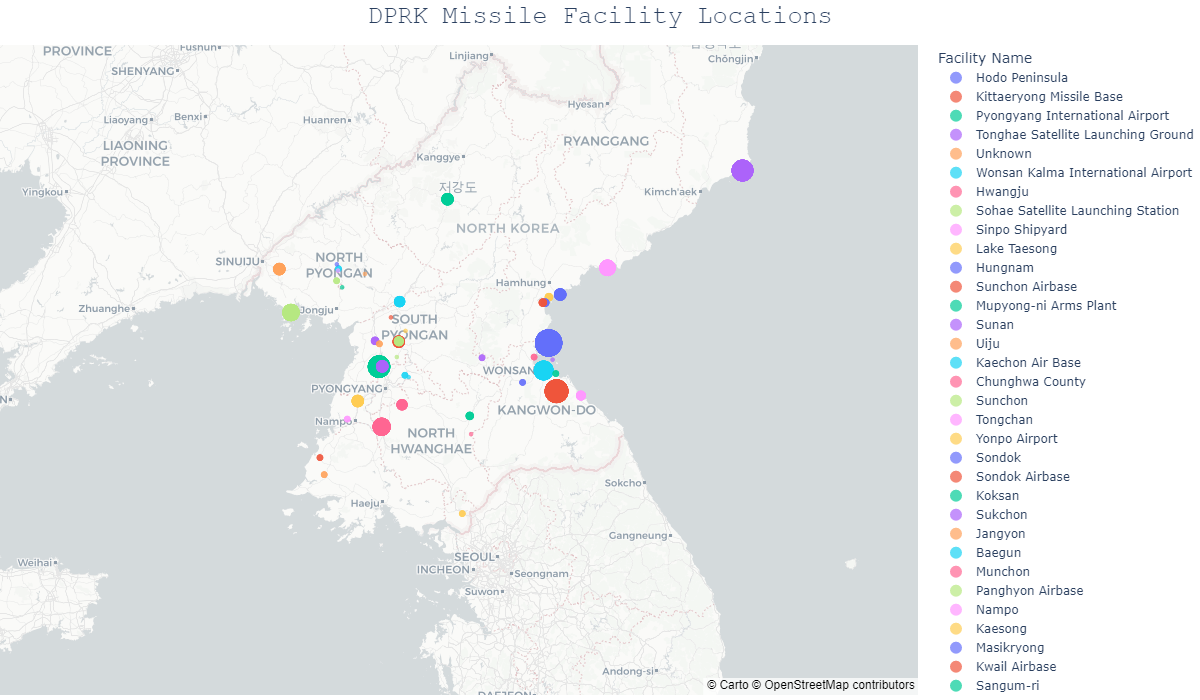 DPRK Missile Facility Locations
PROVINCE
Fushun
SHENYANG
Linjiang
Chŏngjin
Liaoyang
Benxi
Huanren
Hyesan
LIAONING
PROVINCE
RYANGGANG
Kanggye
Yingkou
저강도
Kimch'aek
NORTH KOREA
SINUIJU
NORTH
PYONGAN
Hamhung
Zhuanghe
Jongju
SOUTH
PYONGAN
WONSAN
PYONGYANG
KANGWON-DO
Nampo
NORTH
HWANGHAE
Sokcho
Haeju
Gangneung
SEOUL
Weihai
INCHEON
Seongnam
Suwon
Andong-si
DAEJEON
© Carto © OpenStreetMap contributors
Facility Name
Hodo Peninsula
Kittaeryong Missile Base
Pyongyang International Airport
Tonghae Satellite Launching Ground
Unknown
Wonsan Kalma International Airport
Hwangju
Sohae Satellite Launching Station
Sinpo Shipyard
Lake Taesong
Hungnam
Sunchon Airbase
Mupyong-ni Arms Plant
Sunan
Uiju
Kaechon Air Base
Chunghwa County
Sunchon
Tongchan
Yonpo Airport
Sondok
Sondok Airbase
Koksan
Sukchon
Jangyon
Baegun
Munchon
Panghyon Airbase
Nampo
Kaesong
Masikryong
Kwail Airbase
Sangum-ri